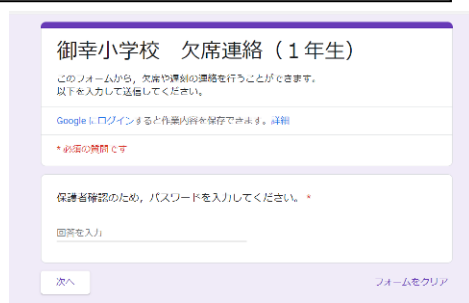 御幸小学校　欠席連絡（１年生）
このフォームから，欠席や遅刻の連絡を行うことができます。
以下を入力して送信してください。
Google にログインすると作業内容を保存できます。詳細
* 必須の質問です
保護者確認のため，パスワードを入力してください。 *
回答を入力
次へ
フォームをクリア